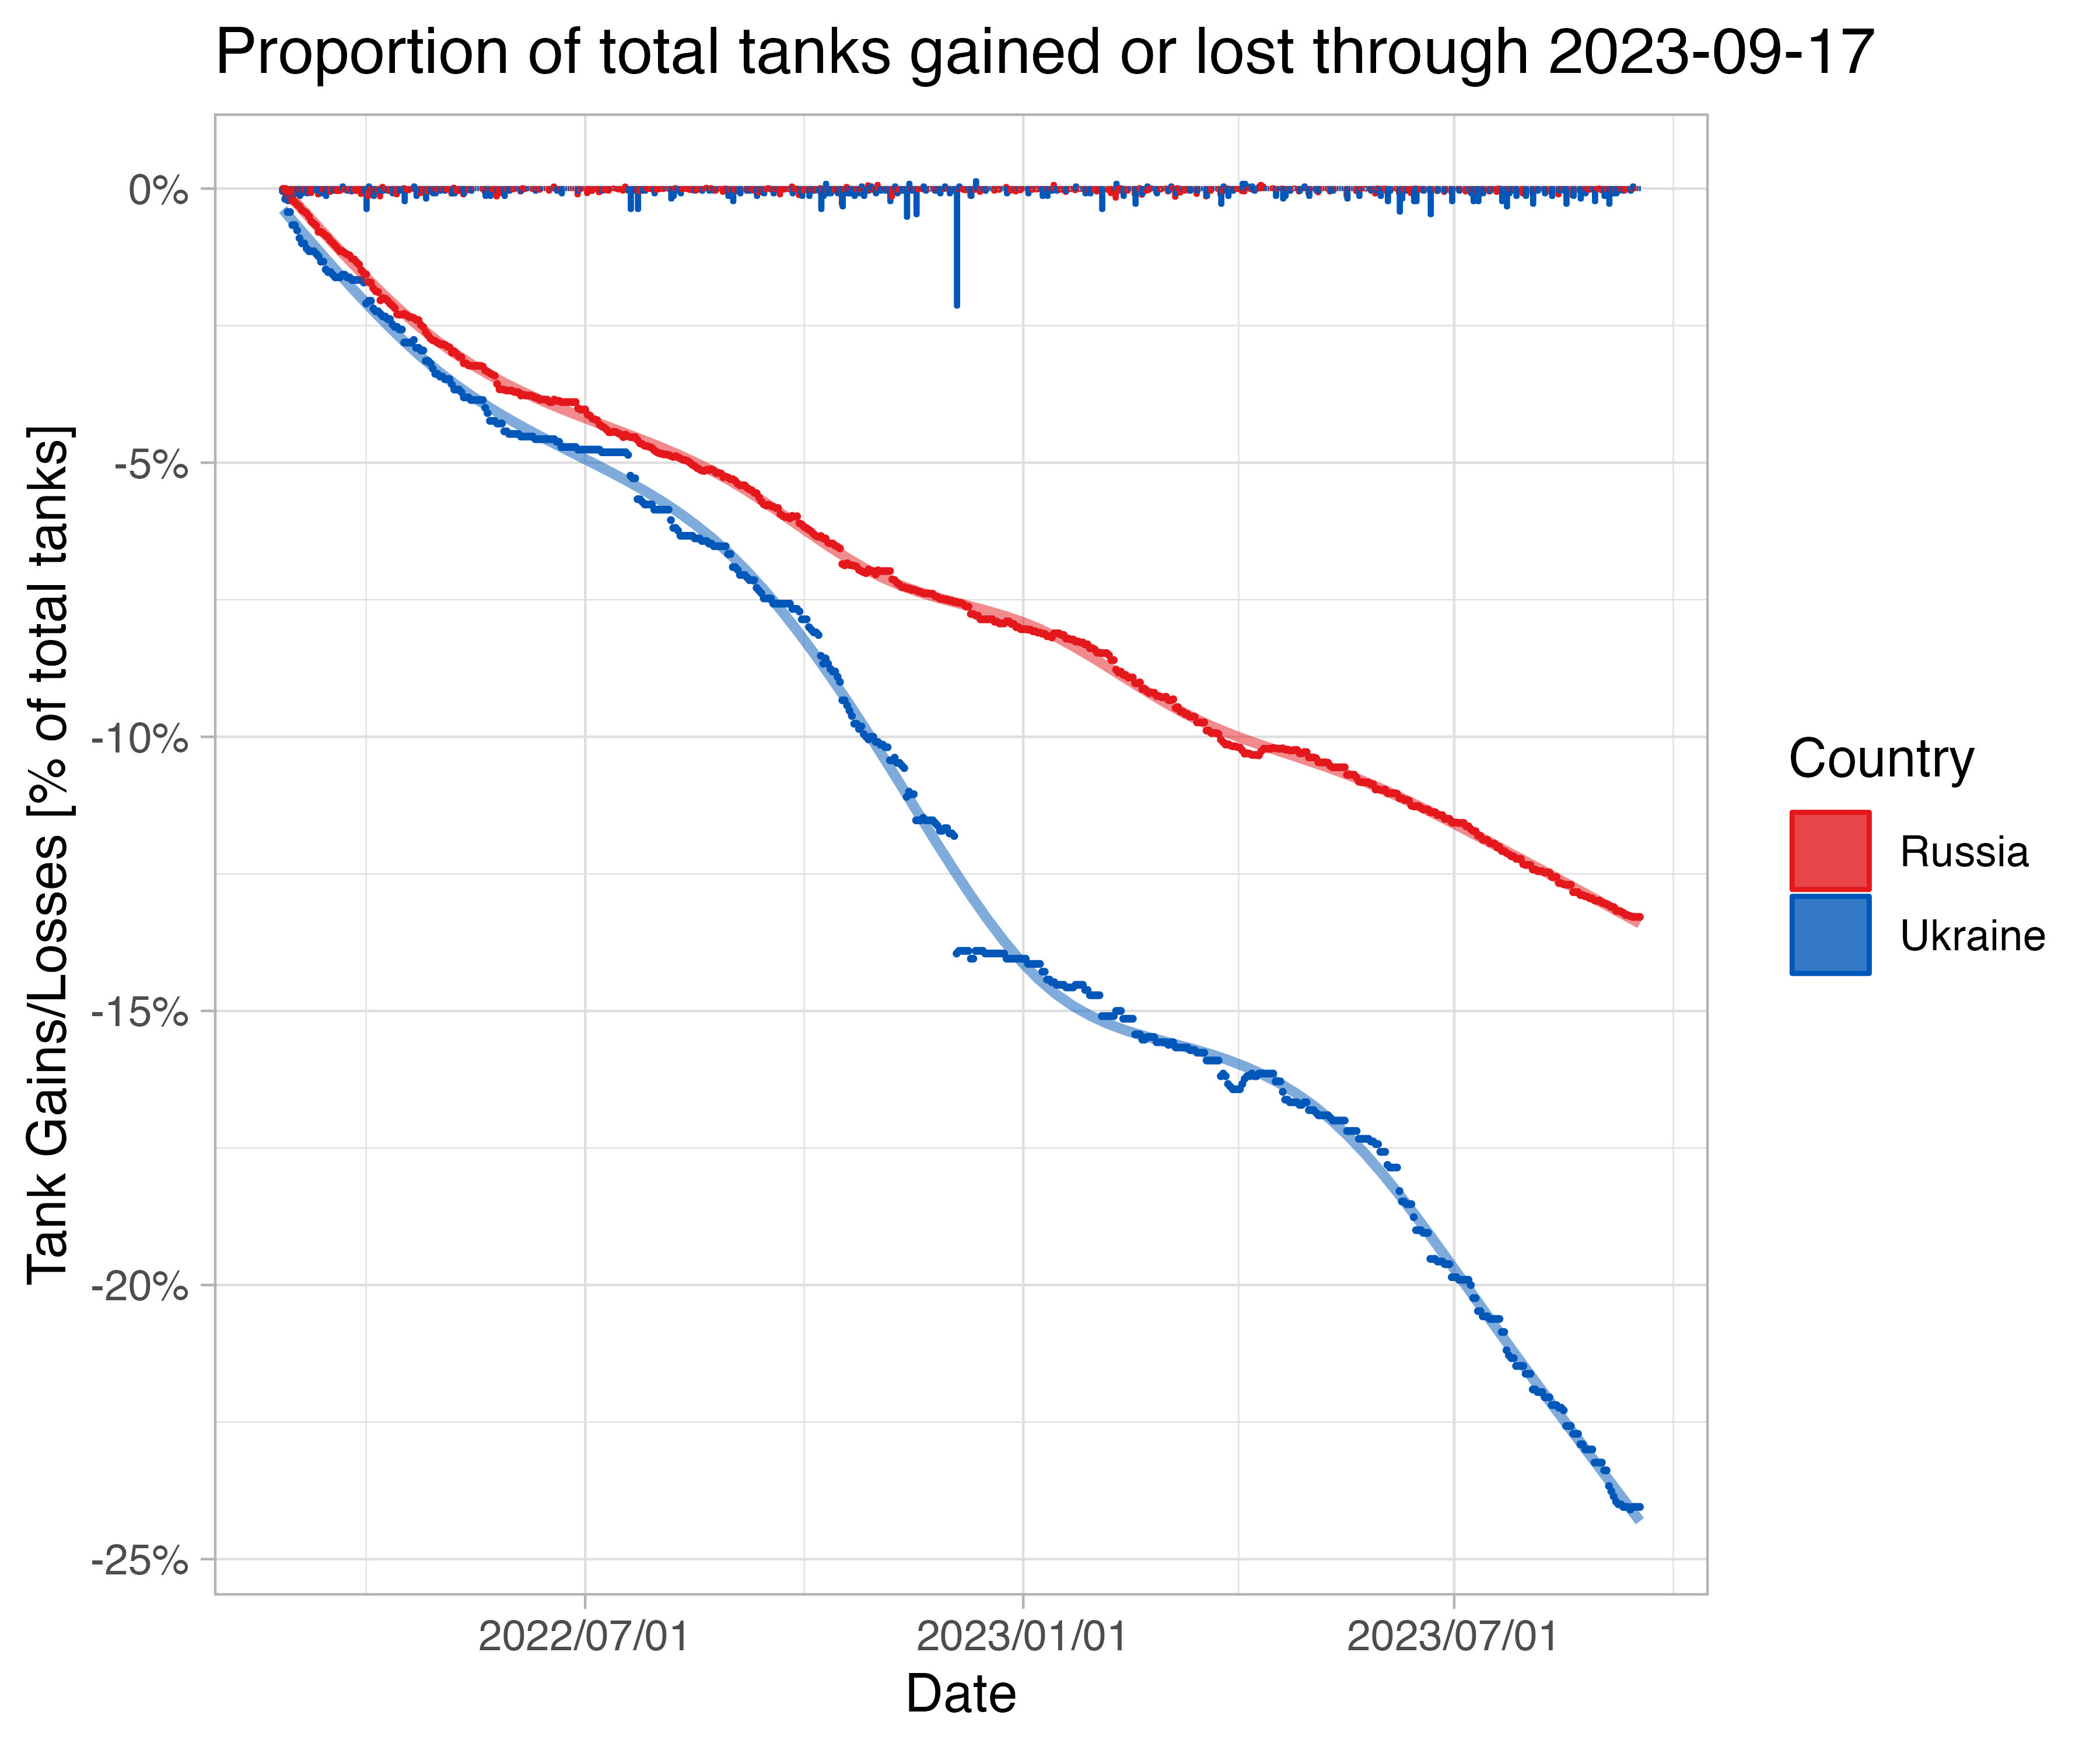 Proportion of total tanks gained or lost through 2023-09-17
Tank Gains/Losses [% of total tanks]
0%
-5%
-10%
-15%
-20%
-25%
2022/07/01
2023/01/01
2023/07/01
Date
Country
Russia
Ukraine